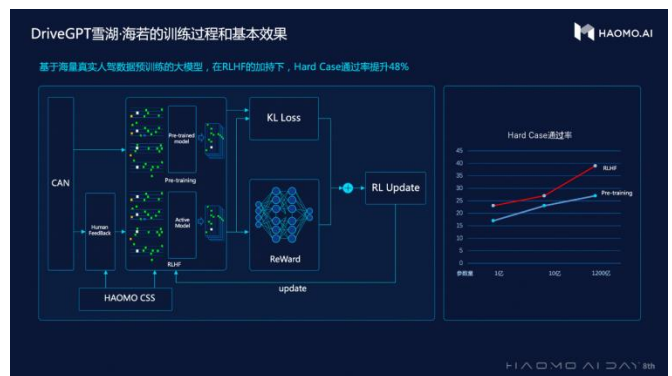 DriveGPT雪湖·海若的训练过程和基本效果
HAOMO.AI
基于海量真实人驾数据预训练的大模型，在RLHF的加持下，Hard Case通过率提升48%
CAN
Human
FeedBack
HAOMO CSS
Pre-trained
model
Pre-training
Active
Model
RLHF
KL Loss
ReWard
RL Update
update
Hard Case通过率
45
40
35
30
25
20
15
10
5
0
RLHF
Pre-training
参数量 1亿 10亿 1200亿
HAOMO AI DAY 8th